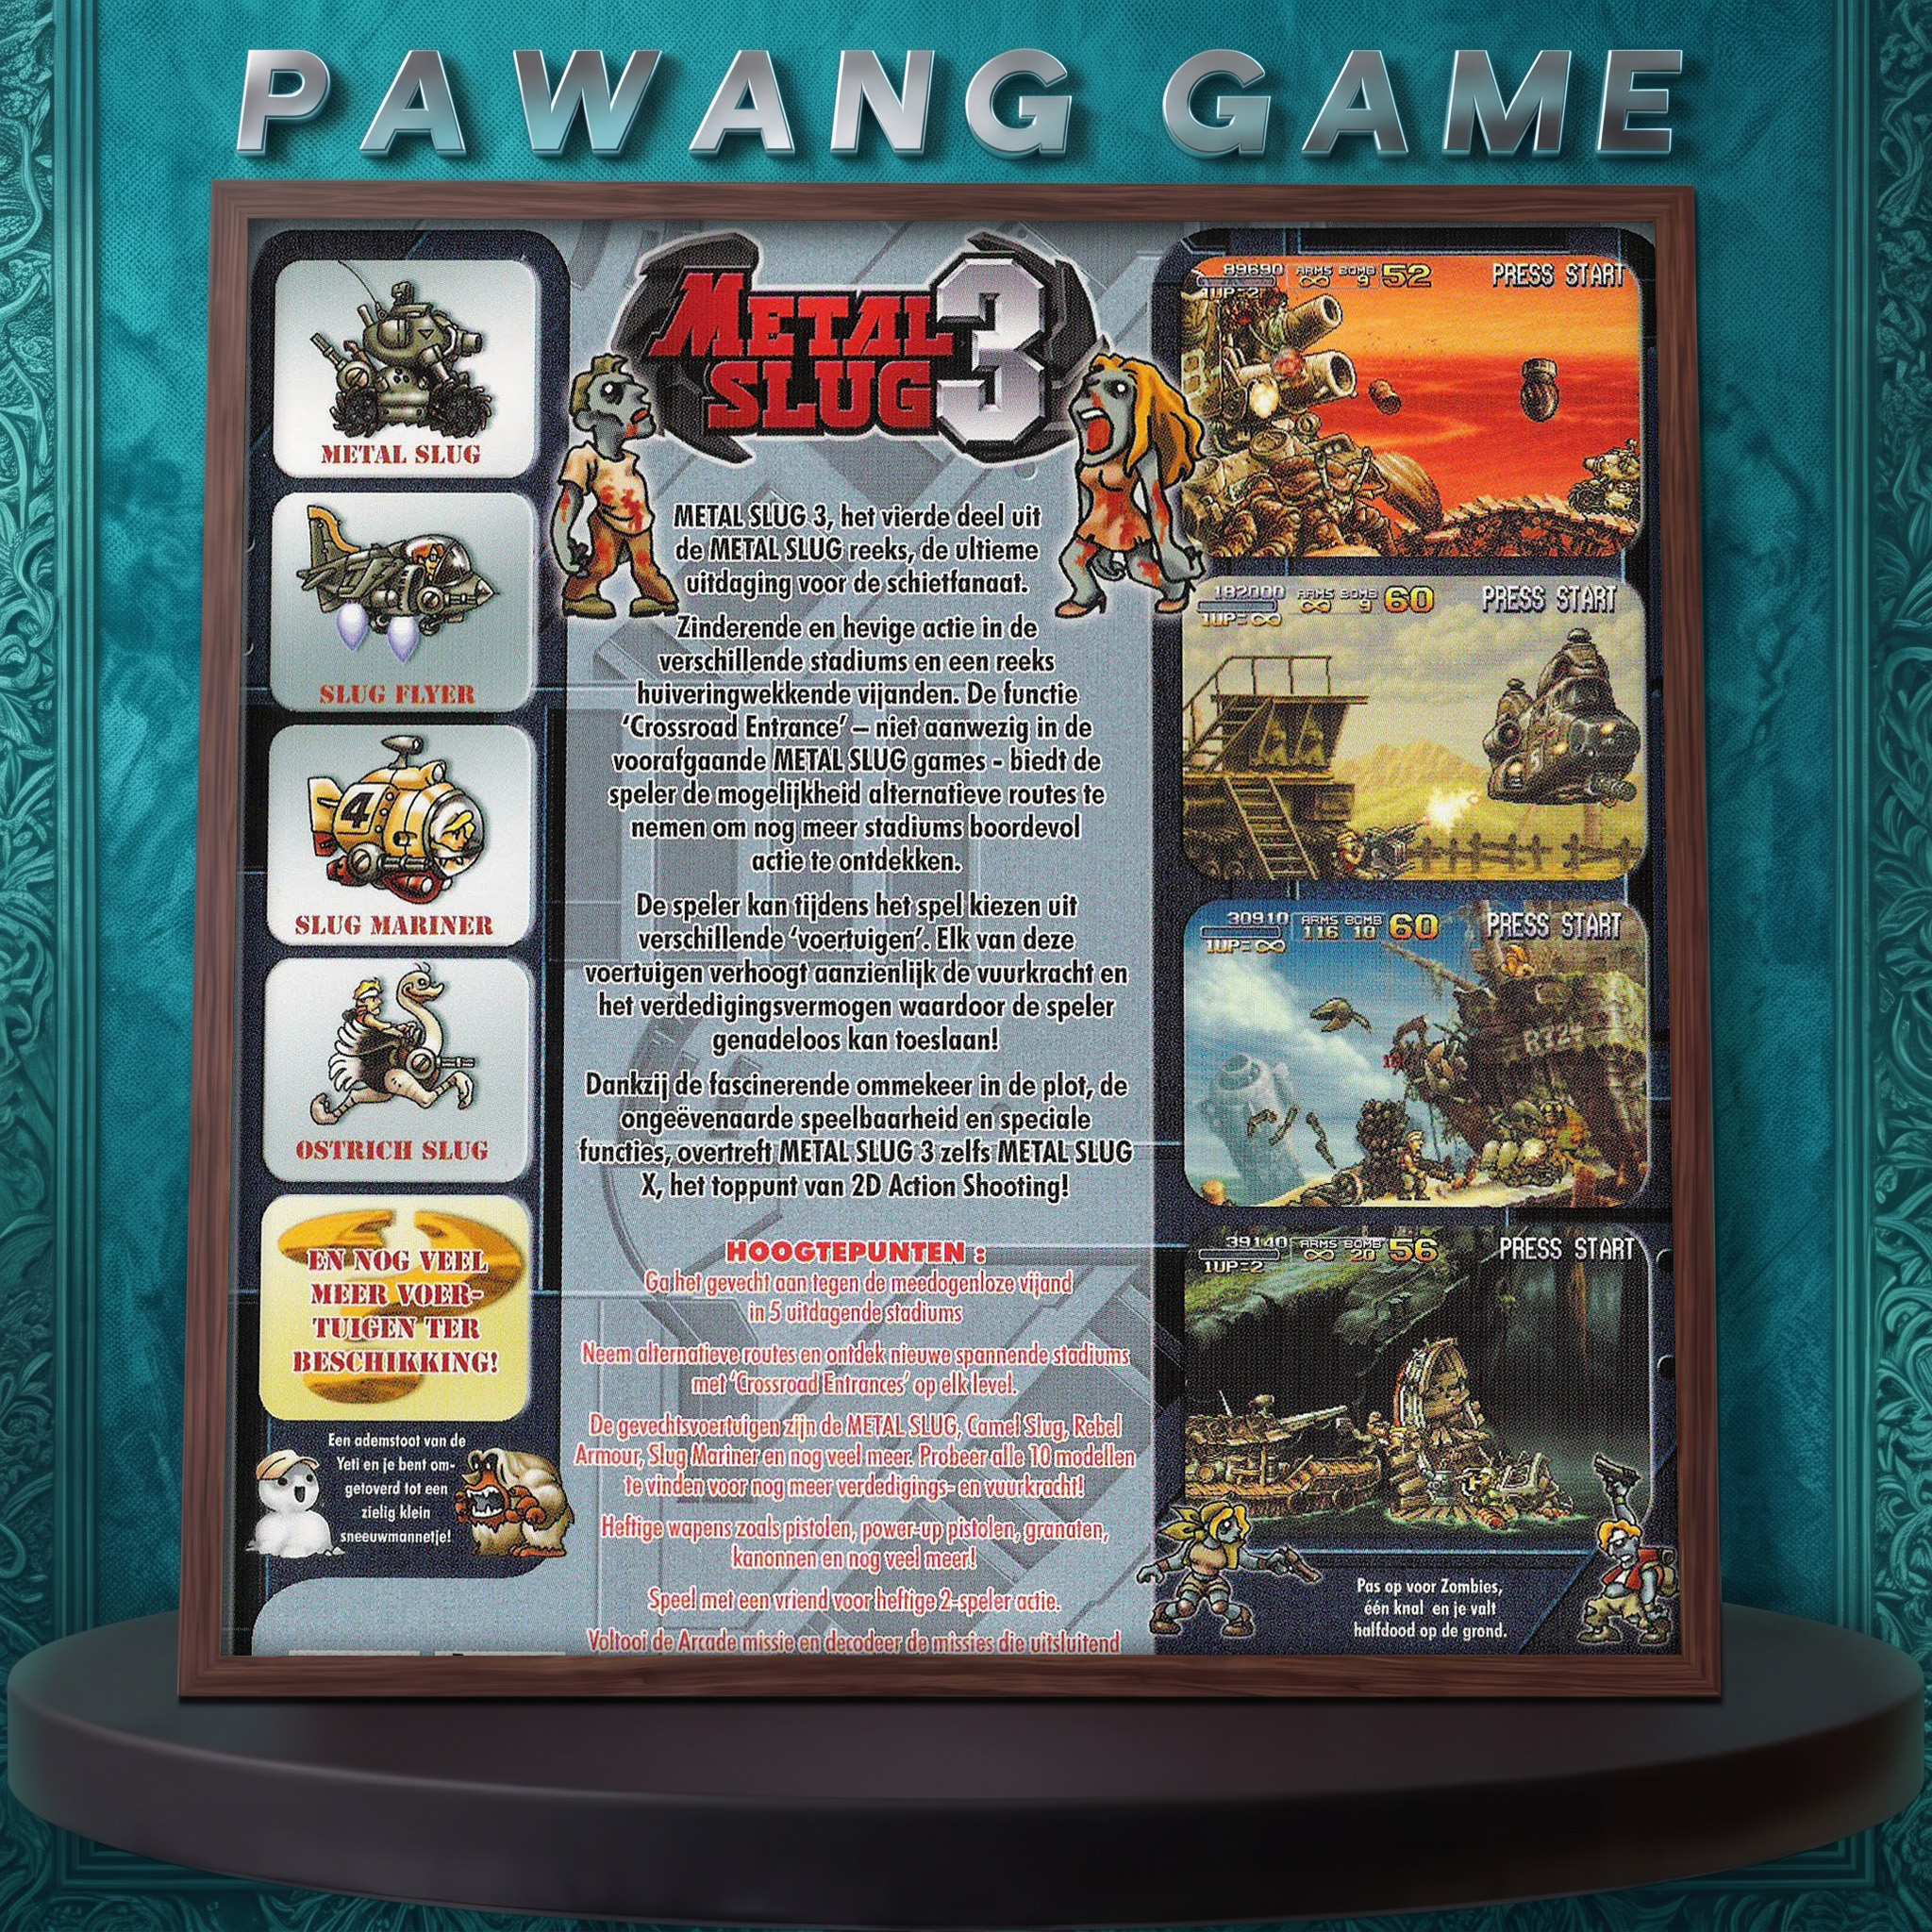 PAWANG GAME
METAL SLUG
SLUG FLYER
SLUG MARINER
OSTRICH SLUG
EN NOG VEEL
MEER VOER-
TUIGEN TER
BESCHIKKING!
Een ademstoot van de
Yeti en je bent om-
getoverd tot een
zielig klein
sneeuwmannetje!
METAL
SLUG 3
METAL SLUG 3, het vierde deel uit
de METAL SLUG reeks, de ultieme
uitdaging voor de schietfanaat.
Zinderende en hevige actie in de
verschillende stadiums en een reeks
huiveringwekkende vijanden. De functie
‘Crossroad Entrance’ – niet aanwezig in de
voorafgaande METAL SLUG games - biedt de
speler de mogelijkheid alternatieve routes te
nemen om nog meer stadiums boordevol
actie te ontdekken.
De speler kan tijdens het spel kiezen uit
verschillende ‘voertuigen’. Elk van deze
voertuigen verhoogt aanzienlijk de vuurkracht en
het verdedigingsvermogen waardoor de speler
genadeloos kan toeslaan!
Dankzij de fascinerende ommekeer in de plot, de
ongeëvenaarde speelbaarheid en speciale
functies, overtreft METAL SLUG 3 zelfs METAL SLUG
X, het toppunt van 2D Action Shooting!
HOOGTEPUNTEN :
Ga het gevecht aan tegen de meedogenloze vijand
in 5 uitdagende stadiums
Neem alternatieve routes en ontdek nieuwe spannende stadiums
met ‘Crossroad Entrances’ op elk level.
De gevechtsvoertuigen zijn de METAL SLUG, Camel Slug, Rebel
Armour, Slug Mariner en nog veel meer. Probeer alle 10 modellen
te vinden voor nog meer verdedigings- en vuurkracht!
Heftige wapens zoals pistolen, power-up pistolen, granaten,
kanonnen en nog veel meer!
Speel met een vriend voor heftige 2-speler actie.
Voltooi de Arcade missie en decodeer de missies die uitsluitend
89690 ARMS BOMB 52 PRESS START
∞ 9
1UP=2
182000 ARMS BOMB 60 PRESS START
∞ 9
1UP=∞
30910 ARMS BOMB 60 PRESS START
116 10
1UP=∞
39140 ARMS BOMB 56 PRESS START
∞ 20
1UP=2
Pas op voor Zombies,
één knal en je valt
halfdood op de grond.